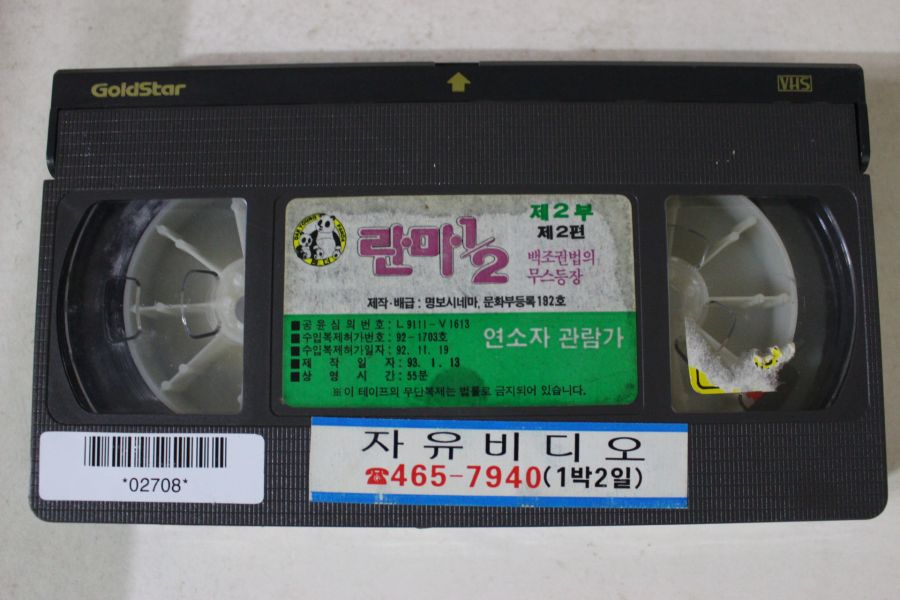 GoldStar
VHS
란마½
제2부
제2편
백조권법의
무스등장
제작·배급 : 명보시네마, 문화부등록192호
■공윤심의번호: ㄴ9111-V1613
■수입복제허가번호: 92-1703호
■수입복제허가일자: 92. 11. 19
■제작일자: 93. 1. 13
■상영시간: 55분
연소자 관람가
※이 테이프의 무단복제는 법률로 금지되어 있습니다.
자유비디오
☎465-7940(1박2일)
*02708*